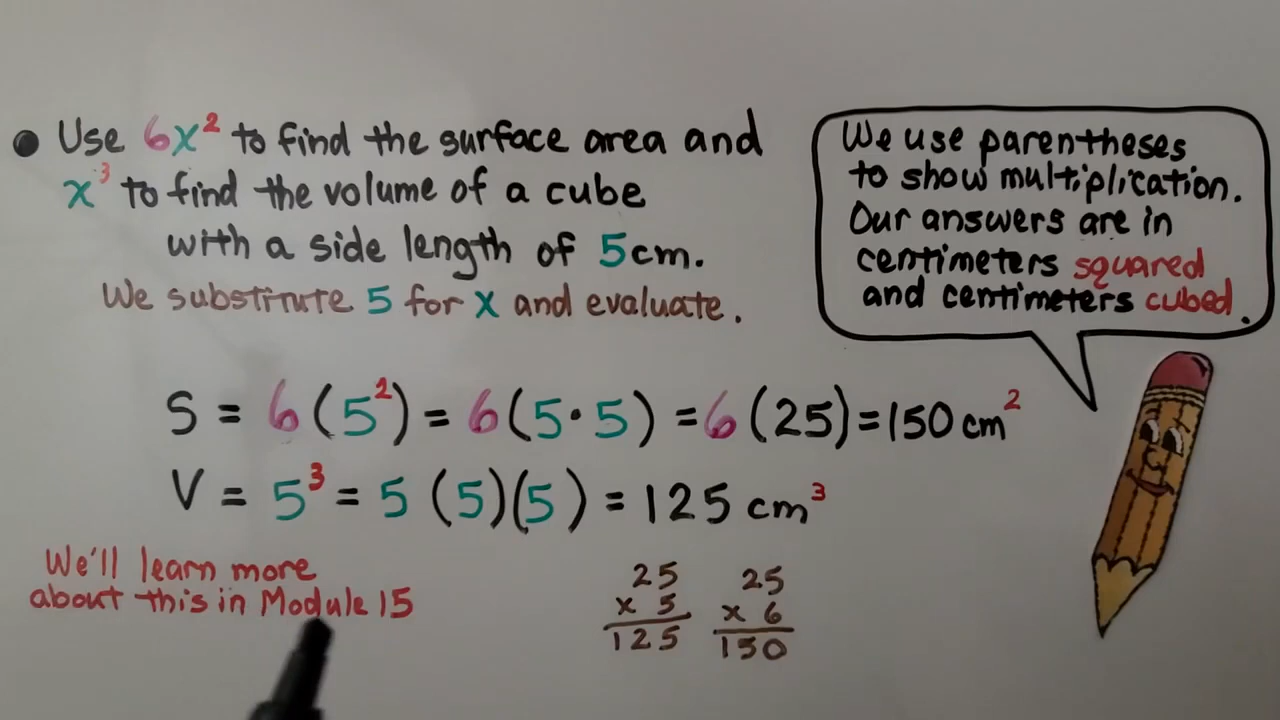 Use 6x² to find the surface area and
x³ to find the volume of a cube
with a side length of 5cm.
We substitute 5 for x and evaluate.
We use parentheses
to show multiplication.
Our answers are in
centimeters squared
and centimeters cubed.
S = 6(5²) = 6(5·5) = 6(25) = 150 cm²
V = 5³ = 5(5)(5) = 125 cm³
We'll learn more
about this in Module 15
25
x 5
125
25
x 6
150